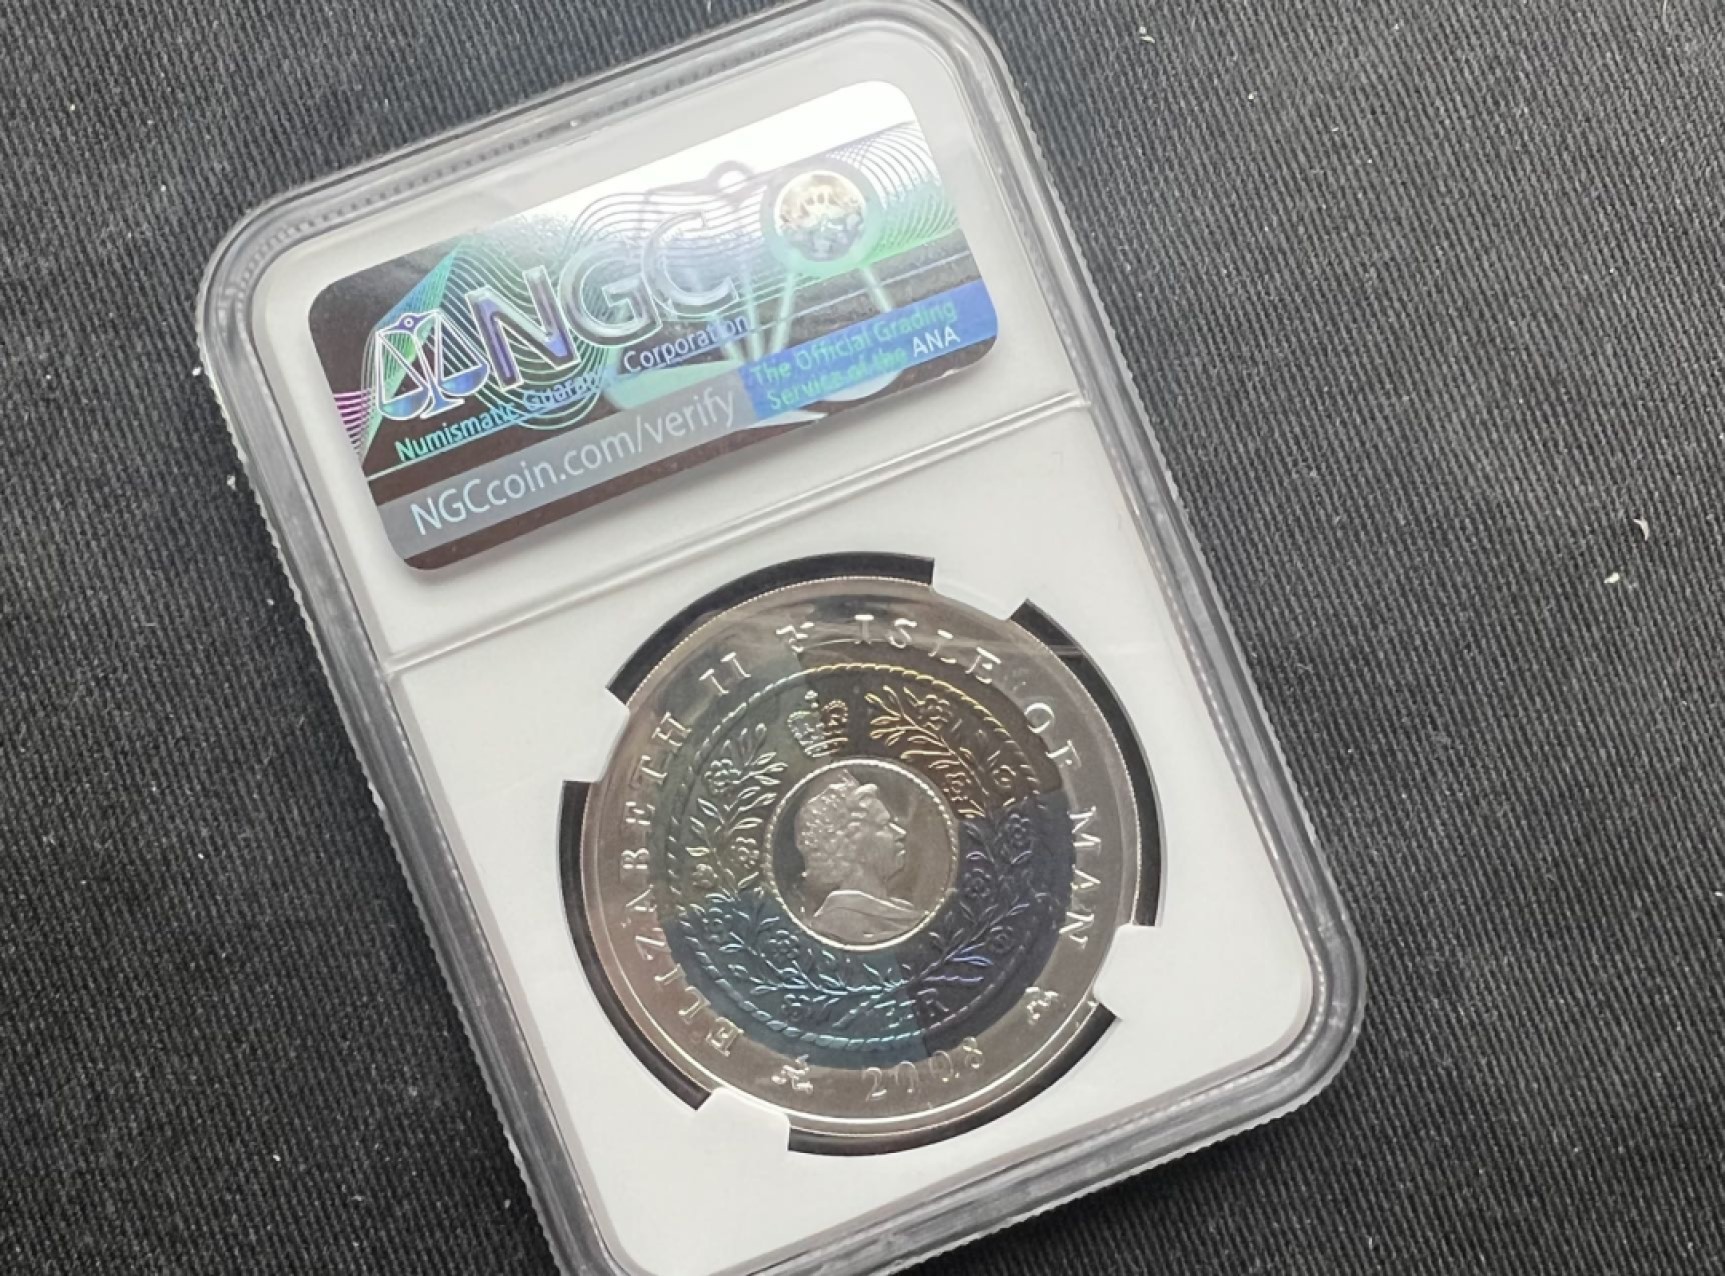 NGC
Numismatic Guaranty Corporation
The Official Grading
Service of the ANA
NGCcoin.com/verify
ELIZABETH II ISLE OF MAN
2008